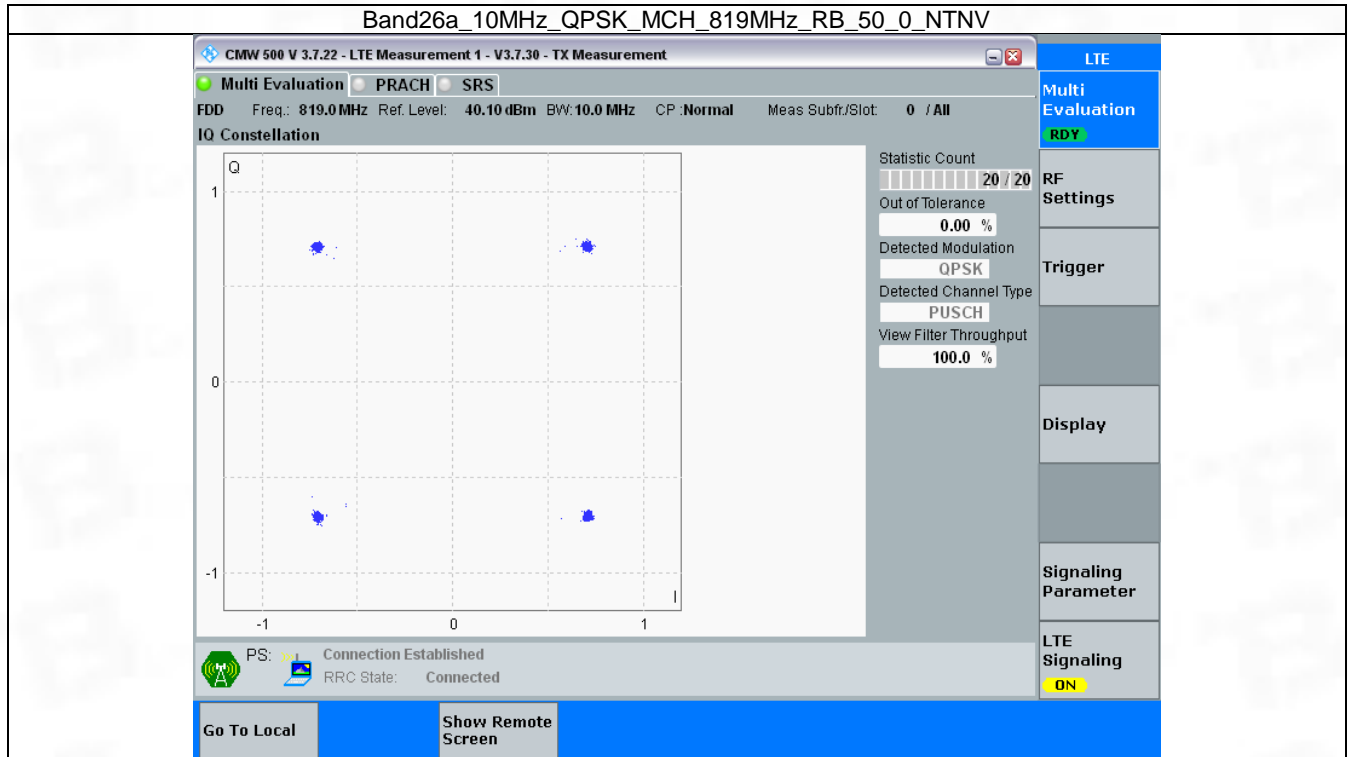 Band26a_10MHz_QPSK_MCH_819MHz_RB_50_0_NTNV
CMW 500 V 3.7.22 - LTE Measurement 1 - V3.7.30 - TX Measurement
Multi Evaluation PRACH SRS
FDD Freq.: 819.0 MHz Ref. Level: 40.10 dBm BW: 10.0 MHz CP :Normal Meas Subfr./Slot: 0 / All
IQ Constellation
Q
1
0
-1
I
-1 0 1
Statistic Count
20 / 20
Out of Tolerance
0.00 %
Detected Modulation
QPSK
Detected Channel Type
PUSCH
View Filter Throughput
100.0 %
PS: Connection Established
RRC State: Connected
LTE
Multi
Evaluation
RDY
RF
Settings
Trigger
Display
Signaling
Parameter
LTE
Signaling
ON
Go To Local
Show Remote
Screen